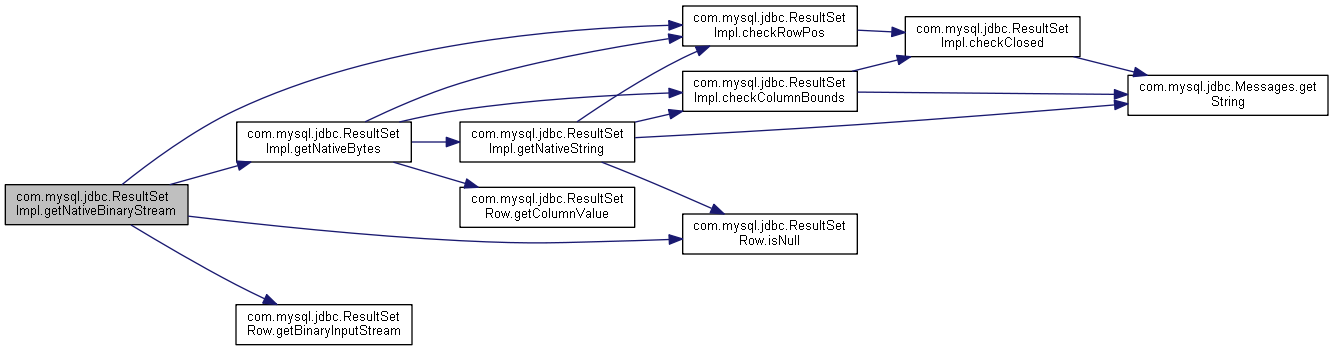 com.mysql.jdbc.ResultSet
Impl.checkRowPos
com.mysql.jdbc.ResultSet
Impl.checkClosed
com.mysql.jdbc.ResultSet
Impl.checkColumnBounds
com.mysql.jdbc.Messages.get
String
com.mysql.jdbc.ResultSet
Impl.getNativeBytes
com.mysql.jdbc.ResultSet
Impl.getNativeString
com.mysql.jdbc.ResultSet
Impl.getNativeBinaryStream
com.mysql.jdbc.ResultSet
Row.getColumnValue
com.mysql.jdbc.ResultSet
Row.isNull
com.mysql.jdbc.ResultSet
Row.getBinaryInputStream